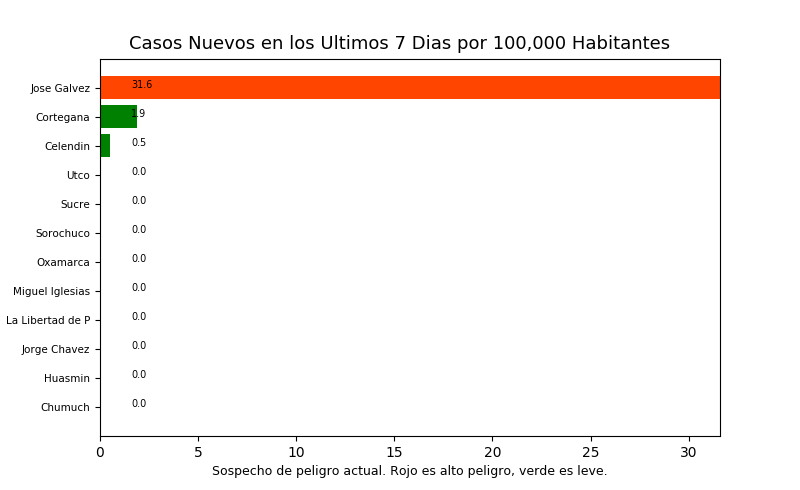 Casos Nuevos en los Ultimos 7 Dias por 100,000 Habitantes
Jose Galvez 31.6
Cortegana 1.9
Celendin 0.5
Utco 0.0
Sucre 0.0
Sorochuco 0.0
Oxamarca 0.0
Miguel Iglesias 0.0
La Libertad de P 0.0
Jorge Chavez 0.0
Huasmin 0.0
Chumuch 0.0
0 5 10 15 20 25 30
Sospecho de peligro actual. Rojo es alto peligro, verde es leve.